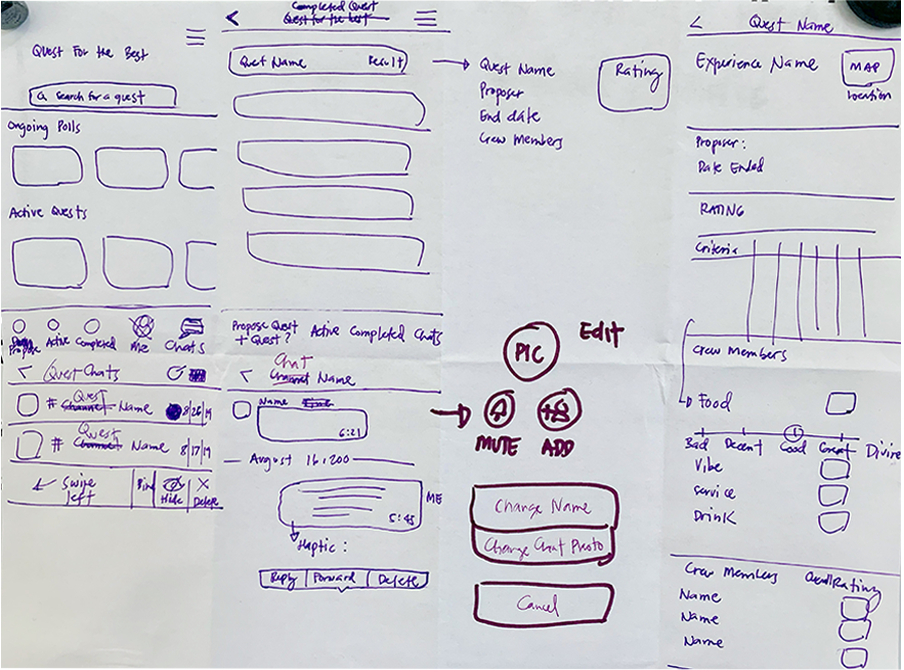 Quest For the Best
Search for a quest
Ongoing Polls
Active Quests
Propose Active Completed Me Chats
Quest Chats
# Quest Channel Name 8/26/19
# Quest Channel Name 8/17/19
Swipe left
Pin
Hide
Delete
Completed Quest
Quest for the best
Quest Name Result
Propose Quest + Quest? Active Completed Chats
Chat
Channel Name
Name Time
6:21
August 16, 200
ME
5:45
Haptic:
Reply Forward Delete
Quest Name
Proposer
End date
Crew Members
Rating
PIC
Edit
MUTE ADD
Change Name
Change Chat Photo
Cancel
Quest Name
Experience Name
MAP
location
Proposer:
Date Ended
RATING
Criteria
Crew Members
Food
Bad Decent Good Great Divine
Vibe
Service
Drink
Crew Members Overall Rating
Name
Name
Name